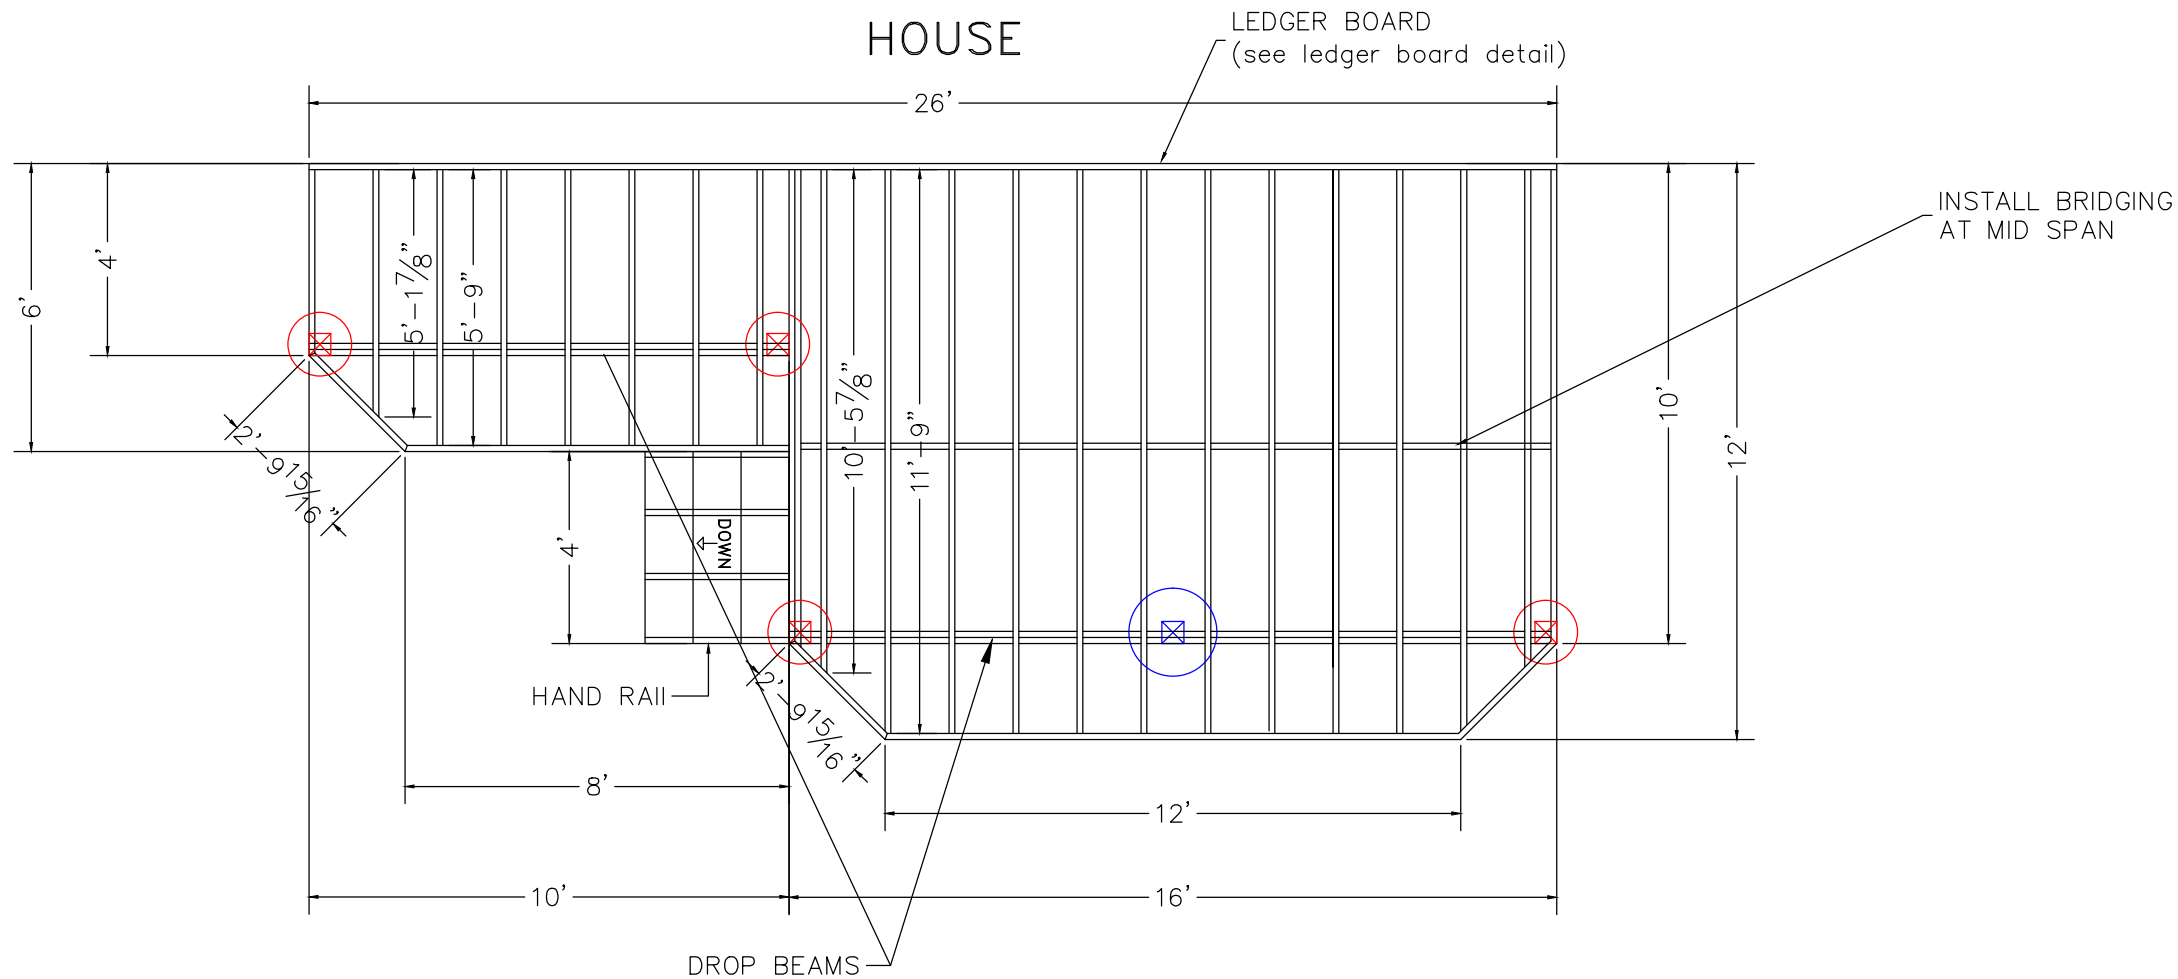 HOUSE
LEDGER BOARD
(see ledger board detail)
26'
INSTALL BRIDGING
AT MID SPAN
6'
4'
5'-1 7/8"
5'-9"
10'-5 7/8"
11'-9"
10'
12'
2'-9 15/16"
4'
DOWN
HAND RAIl
2'-9 15/16"
8'
12'
10'
16'
DROP BEAMS